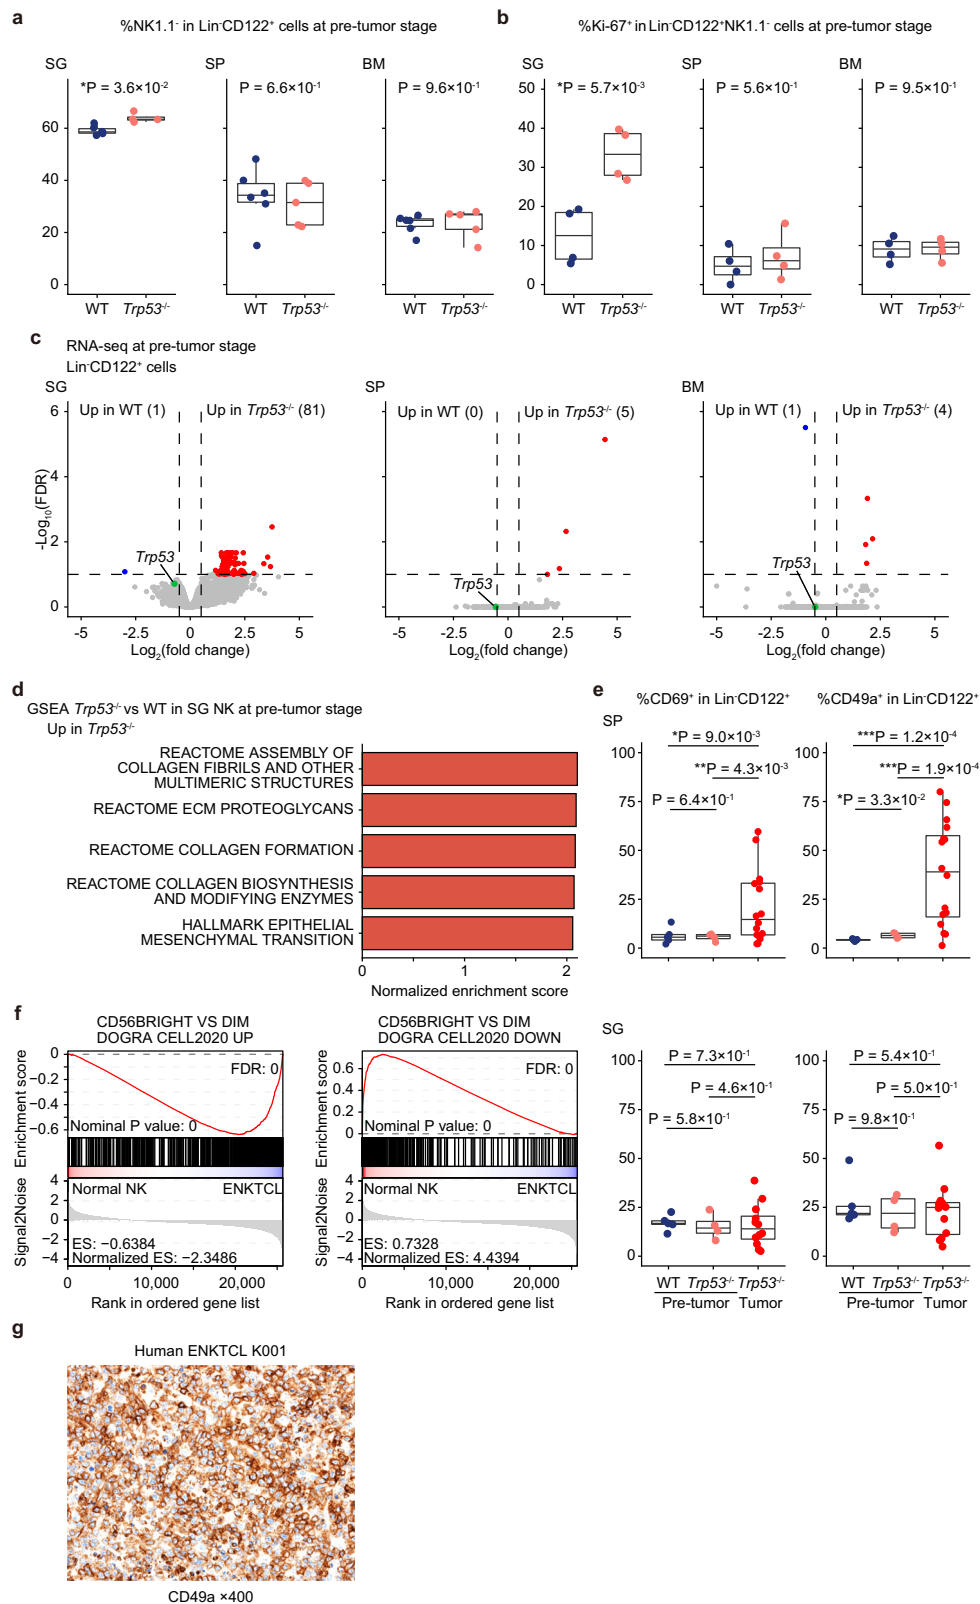 a
%NK1.1⁻ in Lin⁻CD122⁺ cells at pre-tumor stage
SG
SP
BM
*P = 3.6×10⁻²
P = 6.6×10⁻¹
P = 9.6×10⁻¹
60
40
20
0
WT Trp53⁻/⁻
WT Trp53⁻/⁻
WT Trp53⁻/⁻
b
%Ki-67⁺ in Lin⁻CD122⁺NK1.1⁻ cells at pre-tumor stage
SG
SP
BM
*P = 5.7×10⁻³
P = 5.6×10⁻¹
P = 9.5×10⁻¹
50
40
30
20
10
0
WT Trp53⁻/⁻
WT Trp53⁻/⁻
WT Trp53⁻/⁻
c
RNA-seq at pre-tumor stage
Lin⁻CD122⁺ cells
SG
SP
BM
Up in WT (1)
Up in Trp53⁻/⁻ (81)
Up in WT (0)
Up in Trp53⁻/⁻ (5)
Up in WT (1)
Up in Trp53⁻/⁻ (4)
-Log₁₀(FDR)
6
4
2
0
Trp53
Trp53
Trp53
-5 -2.5 0 2.5 5
-5 -2.5 0 2.5 5
-5 -2.5 0 2.5 5
Log₂(fold change)
Log₂(fold change)
Log₂(fold change)
d
GSEA Trp53⁻/⁻ vs WT in SG NK at pre-tumor stage
Up in Trp53⁻/⁻
REACTOME ASSEMBLY OF
COLLAGEN FIBRILS AND OTHER
MULTIMERIC STRUCTURES
REACTOME ECM PROTEOGLYCANS
REACTOME COLLAGEN FORMATION
REACTOME COLLAGEN BIOSYNTHESIS
AND MODIFYING ENZYMES
HALLMARK EPITHELIAL
MESENCHYMAL TRANSITION
0 1 2
Normalized enrichment score
e
%CD69⁺ in Lin⁻CD122⁺
%CD49a⁺ in Lin⁻CD122⁺
SP
*P = 9.0×10⁻³
**P = 4.3×10⁻³
P = 6.4×10⁻¹
100
75
50
25
0
***P = 1.2×10⁻⁴
***P = 1.9×10⁻⁴
*P = 3.3×10⁻²
100
75
50
25
0
SG
P = 7.3×10⁻¹
P = 4.6×10⁻¹
P = 5.8×10⁻¹
100
75
50
25
0
P = 5.4×10⁻¹
P = 5.0×10⁻¹
P = 9.8×10⁻¹
100
75
50
25
0
WT Trp53⁻/⁻ Trp53⁻/⁻
Pre-tumor Tumor
WT Trp53⁻/⁻ Trp53⁻/⁻
Pre-tumor Tumor
f
CD56BRIGHT VS DIM
DOGRA CELL2020 UP
Enrichment score
0
−0.2
−0.4
−0.6
FDR: 0
Nominal P value: 0
Signal2Noise
4
2
0
−2
−4
Normal NK
ENKTCL
ES: −0.6384
Normalized ES: −2.3486
0 10,000 20,000
Rank in ordered gene list
CD56BRIGHT VS DIM
DOGRA CELL2020 DOWN
Enrichment score
0.6
0.4
0.2
0
FDR: 0
Nominal P value: 0
Signal2Noise
4
2
0
−2
−4
Normal NK
ENKTCL
ES: 0.7328
Normalized ES: 4.4394
0 10,000 20,000
Rank in ordered gene list
g
Human ENKTCL K001
CD49a ×400